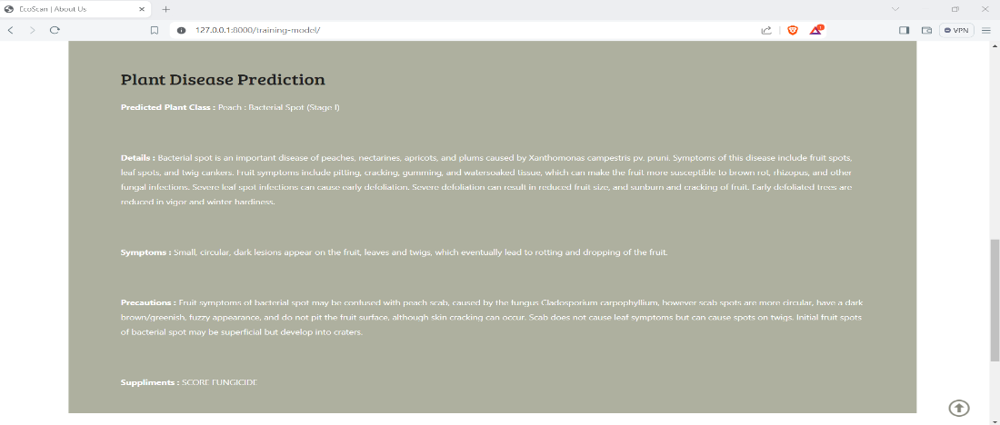 EcoScan | About Us
127.0.0.1:8000/training-model/
VPN
Plant Disease Prediction
Predicted Plant Class : Peach : Bacterial Spot (Stage I)
Details : Bacterial spot is an important disease of peaches, nectarines, apricots, and plums caused by Xanthomonas campestris pv. pruni. Symptoms of this disease include fruit spots,
leaf spots, and twig cankers. Fruit symptoms include pitting, cracking, gumming, and watersoaked tissue, which can make the fruit more susceptible to brown rot, rhizopus, and other
fungal infections. Severe leaf spot infections can cause early defoliation. Severe defoliation can result in reduced fruit size, and sunburn and cracking of fruit. Early defoliated trees are
reduced in vigor and winter hardiness.
Symptoms : Small, circular, dark lesions appear on the fruit, leaves and twigs, which eventually lead to rotting and dropping of the fruit.
Precautions : Fruit symptoms of bacterial spot may be confused with peach scab, caused by the fungus Cladosporium carpophyllium, however scab spots are more circular, have a dark
brown/greenish, fuzzy appearance, and do not pit the fruit surface, although skin cracking can occur. Scab does not cause leaf symptoms but can cause spots on twigs. Initial fruit spots
of bacterial spot may be superficial but develop into craters.
Suppliments : SCORE FUNGICIDE